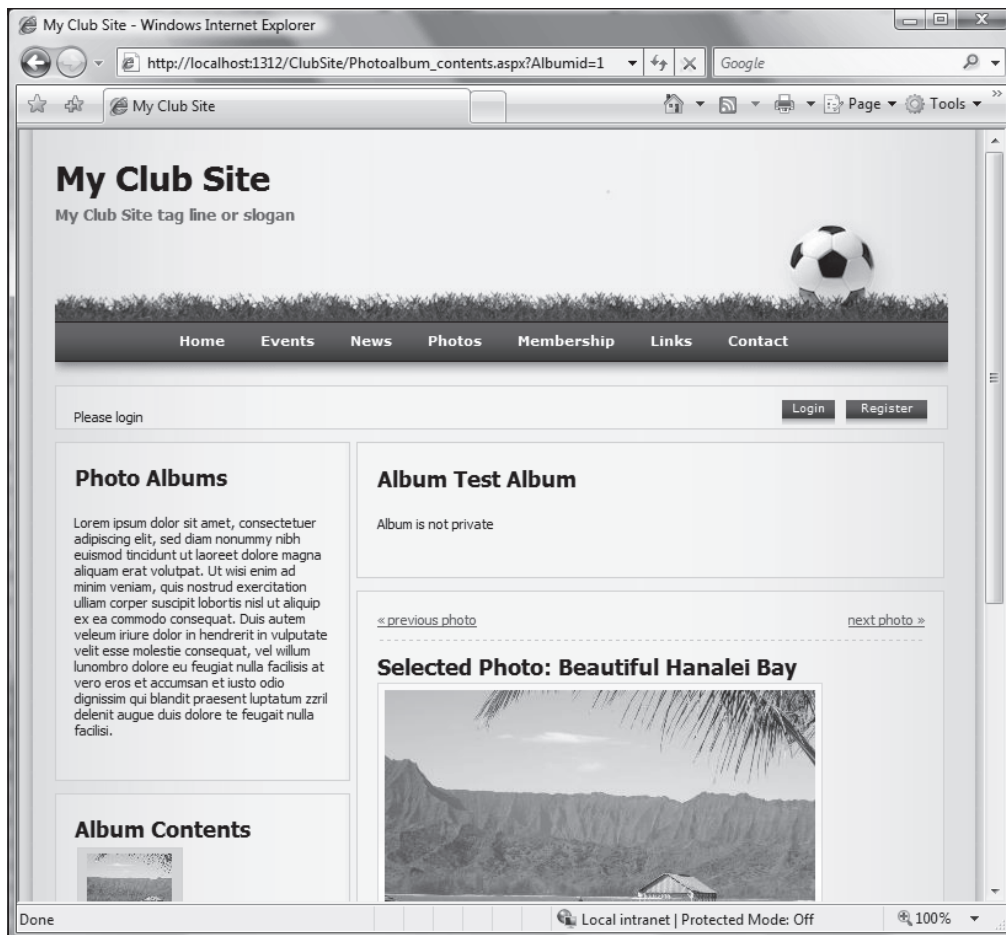 My Club Site - Windows Internet Explorer
http://localhost:1312/ClubSite/Photoalbum_contents.aspx?Albumid=1
Google
My Club Site
Page
Tools
My Club Site
My Club Site tag line or slogan
Home Events News Photos Membership Links Contact
Please login
Login Register
Photo Albums
Lorem ipsum dolor sit amet, consectetuer
adipiscing elit, sed diam nonummy nibh
euismod tincidunt ut laoreet dolore magna
aliquam erat volutpat. Ut wisi enim ad
minim veniam, quis nostrud exercitation
ulliam corper suscipit lobortis nisl ut aliquip
ex ea commodo consequat. Duis autem
veleum iriure dolor in hendrerit in vulputate
velit esse molestie consequat, vel willum
lunombro dolore eu feugiat nulla facilisis at
vero eros et accumsan et iusto odio
dignissim qui blandit praesent luptatum zzril
delenit augue duis dolore te feugait nulla
facilisi.
Album Contents
Album Test Album
Album is not private
« previous photo
next photo »
Selected Photo: Beautiful Hanalei Bay
Done
Local intranet | Protected Mode: Off
100%